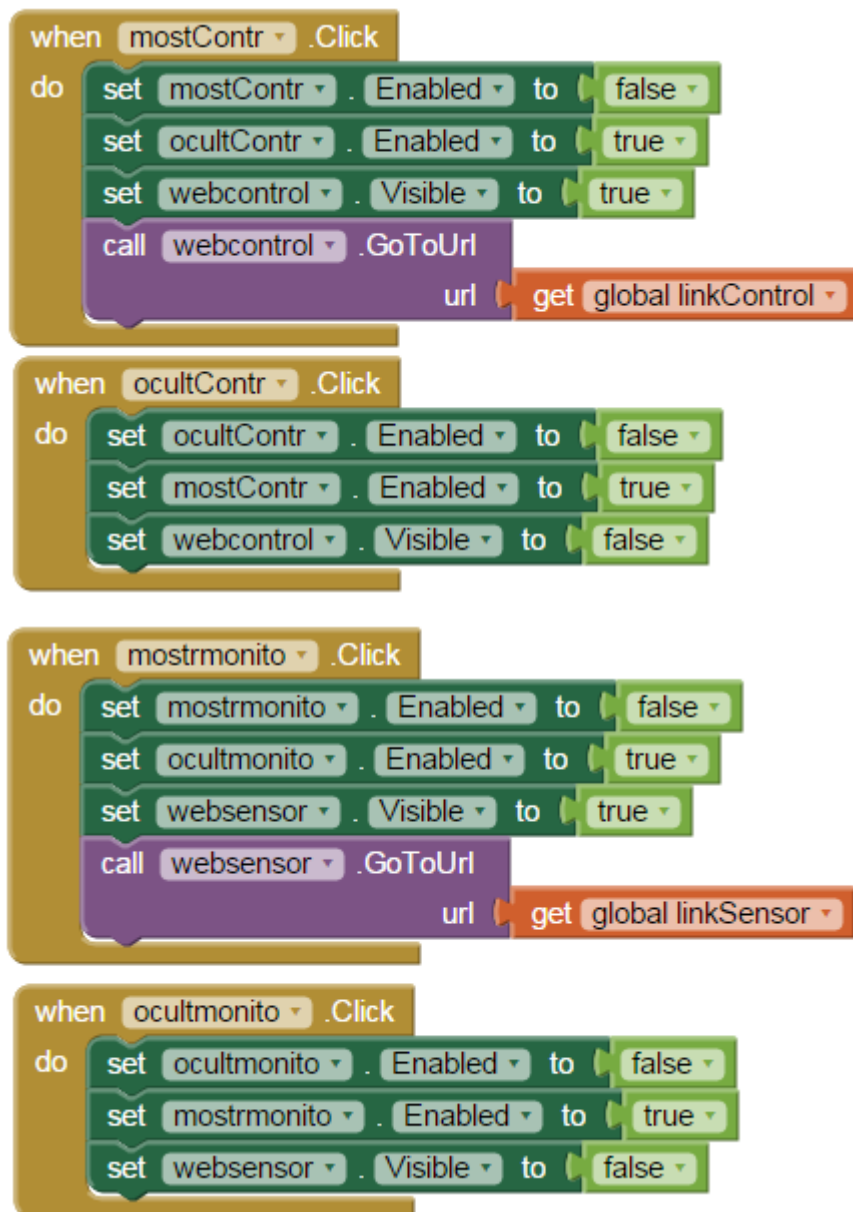 when mostContr .Click
do set mostContr . Enabled to false
set ocultContr . Enabled to true
set webcontrol . Visible to true
call webcontrol .GoToUrl
url get global linkControl
when ocultContr .Click
do set ocultContr . Enabled to false
set mostContr . Enabled to true
set webcontrol . Visible to false
when mostrmonito .Click
do set mostrmonito . Enabled to false
set ocultmonito . Enabled to true
set websensor . Visible to true
call websensor .GoToUrl
url get global linkSensor
when ocultmonito .Click
do set ocultmonito . Enabled to false
set mostrmonito . Enabled to true
set websensor . Visible to false